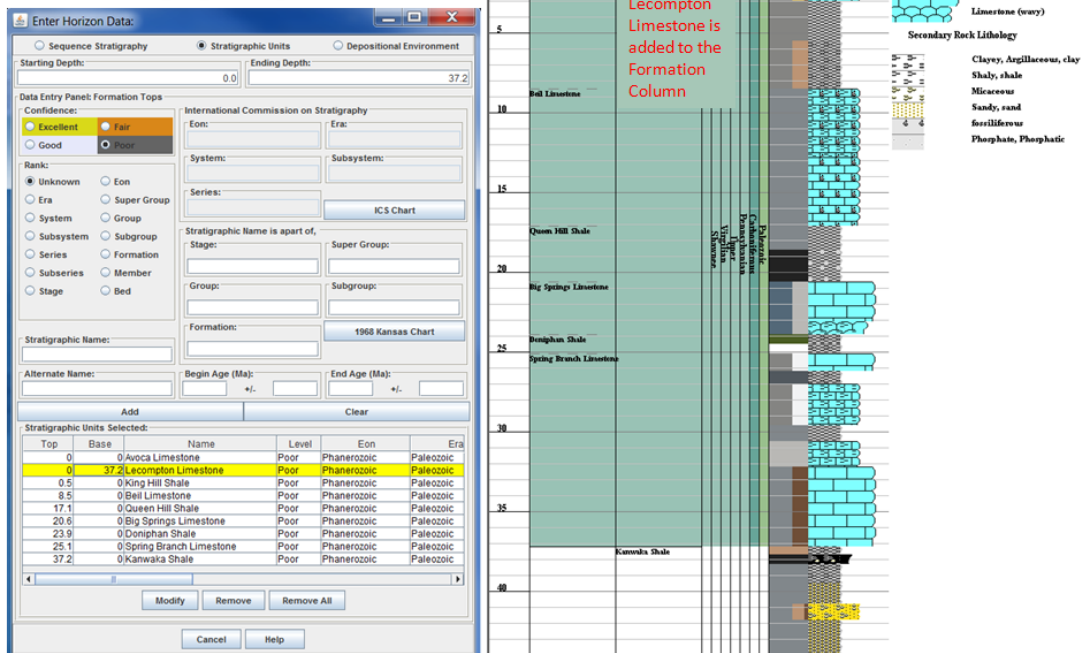 Enter Horizon Data:
Sequence Stratigraphy Stratigraphic Units Depositional Environment
Starting Depth: Ending Depth:
0.0 37.2
Data Entry Panel: Formation Tops
Confidence:
Excellent Fair
Good Poor
Rank:
Unknown Eon
Era Super Group
System Group
Subsystem Subgroup
Series Formation
Subseries Member
Stage Bed
Stratigraphic Name:
International Commission on Stratigraphy
Eon: Era:
System: Subsystem:
Series:
ICS Chart
Stratigraphic Name is apart of,
Stage: Super Group:
Group: Subgroup:
Formation:
1968 Kansas Chart
Alternate Name: Begin Age (Ma): End Age (Ma):
+/- +/-
Add Clear
Stratigraphic Units Selected:
Top Base Name Level Eon Era
0 0 Avoca Limestone Poor Phanerozoic Paleozoic
0 37.2 Lecompton Limestone Poor Phanerozoic Paleozoic
0.5 0 King Hill Shale Poor Phanerozoic Paleozoic
8.5 0 Beil Limestone Poor Phanerozoic Paleozoic
17.1 0 Queen Hill Shale Poor Phanerozoic Paleozoic
20.6 0 Big Springs Limestone Poor Phanerozoic Paleozoic
23.9 0 Doniphan Shale Poor Phanerozoic Paleozoic
25.1 0 Spring Branch Limestone Poor Phanerozoic Paleozoic
37.2 0 Kanwaka Shale Poor Phanerozoic Paleozoic
Modify Remove Remove All
Cancel Help
Lecompton
Limestone is
added to the
Formation
Column
5
Beil Limestone
10
15
Queen Hill Shale
20
Big Springs Limestone
Doniphan Shale
25
Spring Branch Limestone
30
35
Kanwaka Shale
40
Shawnee
Virgilian
Upper
Pennsylvanian
Carboniferous
Paleozoic
Limestone (wavy)
Secondary Rock Lithology
Clayey, Argillaceous, clay
Shaly, shale
Micaceous
Sandy, sand
fossiliferous
Phosphate, Phosphatic